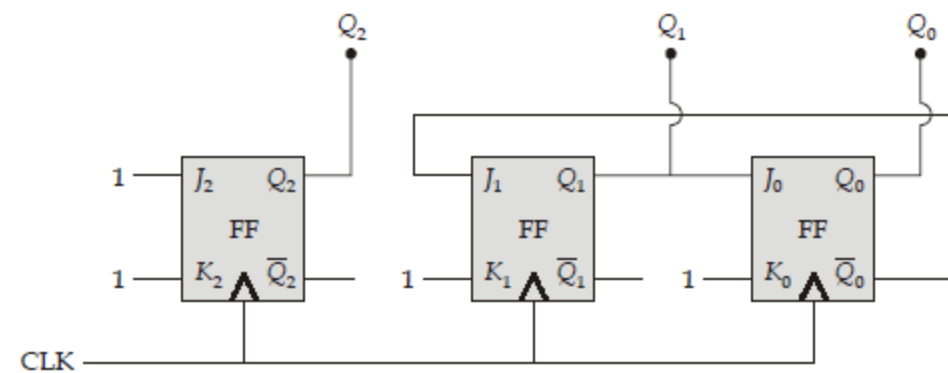 Q₂ Q₁ Q₀
1 J₂ Q₂ J₁ Q₁ J₀ Q₀
FF FF FF
1 K₂ Q̅₂ 1 K₁ Q̅₁ 1 K₀ Q̅₀
CLK